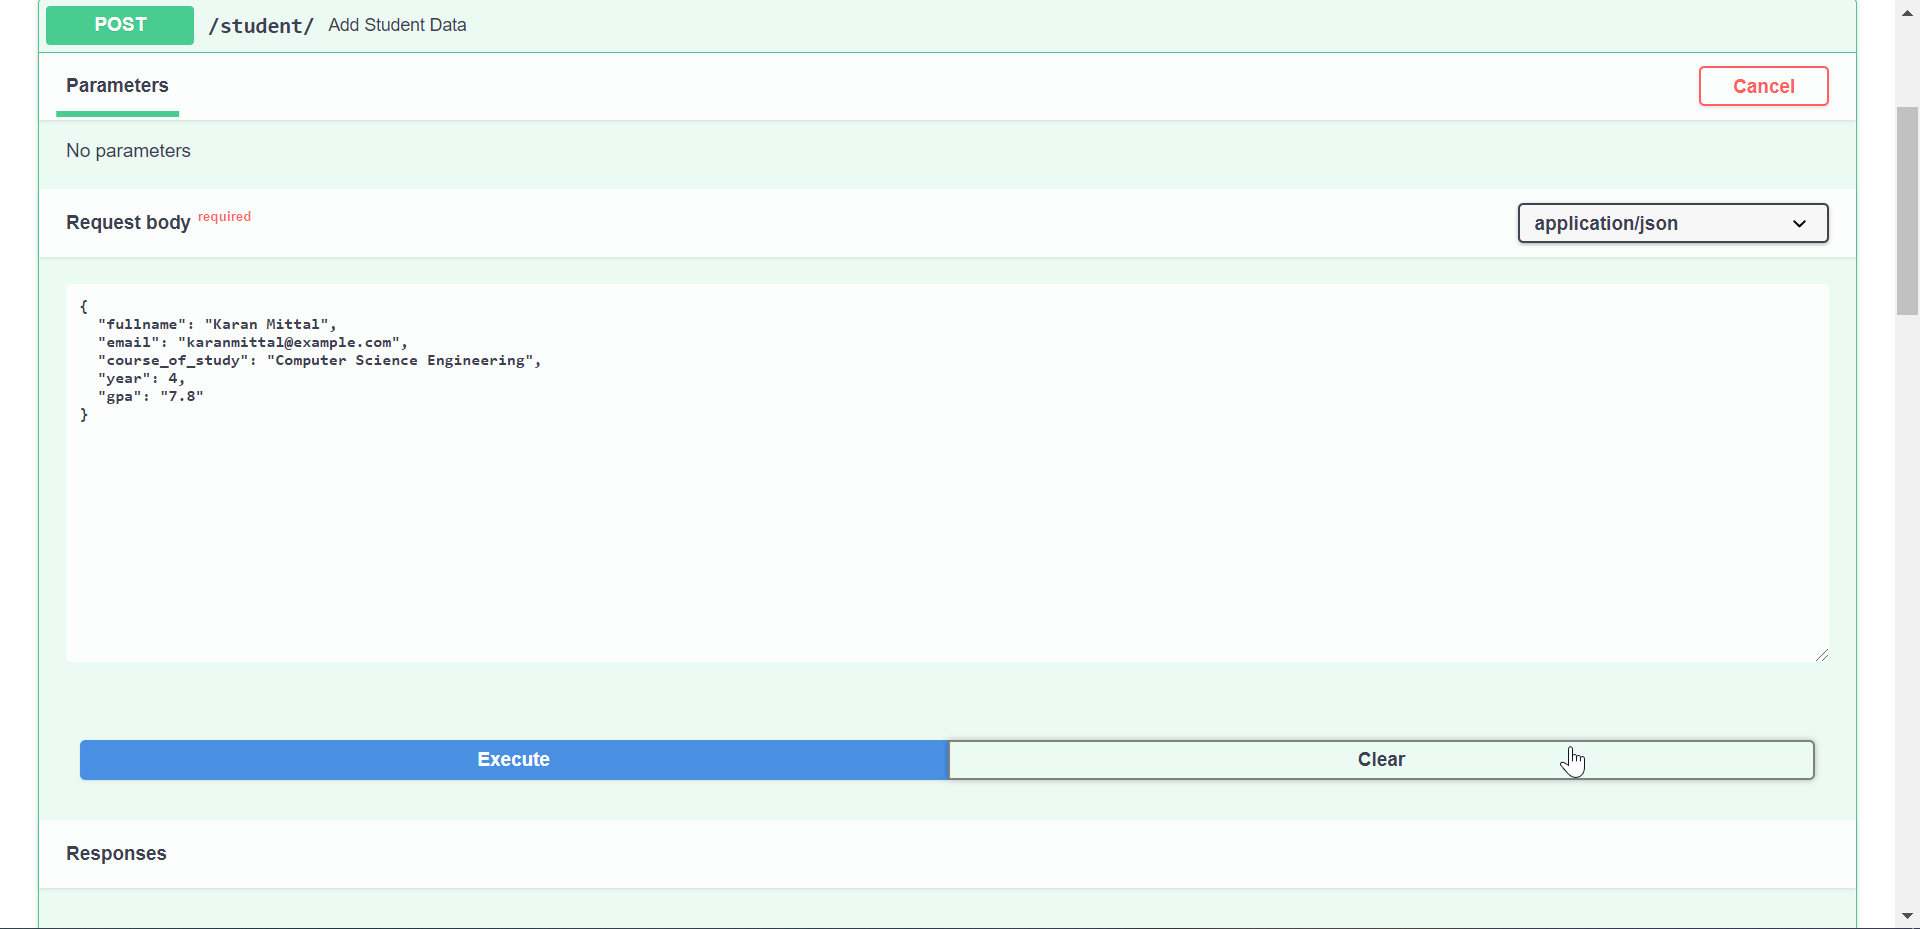 POST /student/ Add Student Data
Parameters
Cancel
No parameters
Request body required
application/json
{
  "fullname": "Karan Mittal",
  "email": "karanmittal@example.com",
  "course_of_study": "Computer Science Engineering",
  "year": 4,
  "gpa": "7.8"
}
Execute
Clear
Responses